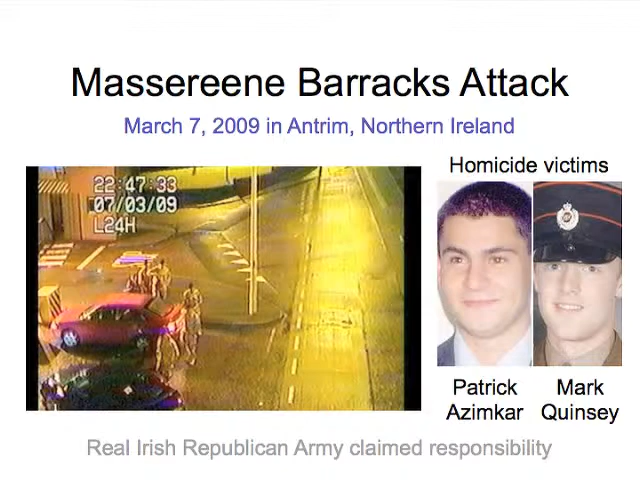 Massereene Barracks Attack
March 7, 2009 in Antrim, Northern Ireland
Homicide victims
22:47:33
07/03/09
L24H
Patrick
Azimkar
Mark
Quinsey
Real Irish Republican Army claimed responsibility